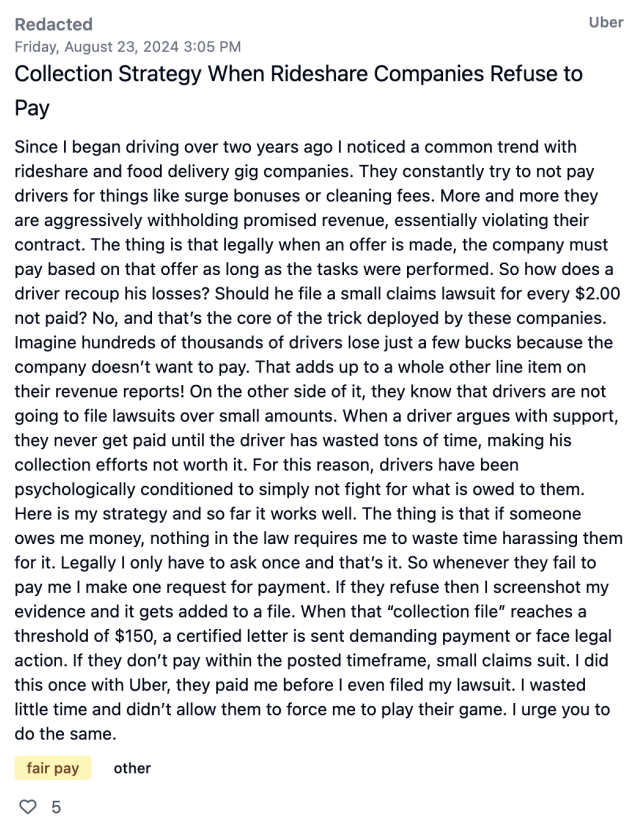 Redacted
Uber
Friday, August 23, 2024 3:05 PM
Collection Strategy When Rideshare Companies Refuse to
Pay
Since I began driving over two years ago I noticed a common trend with
rideshare and food delivery gig companies. They constantly try to not pay
drivers for things like surge bonuses or cleaning fees. More and more they
are aggressively withholding promised revenue, essentially violating their
contract. The thing is that legally when an offer is made, the company must
pay based on that offer as long as the tasks were performed. So how does a
driver recoup his losses? Should he file a small claims lawsuit for every $2.00
not paid? No, and that’s the core of the trick deployed by these companies.
Imagine hundreds of thousands of drivers lose just a few bucks because the
company doesn’t want to pay. That adds up to a whole other line item on
their revenue reports! On the other side of it, they know that drivers are not
going to file lawsuits over small amounts. When a driver argues with support,
they never get paid until the driver has wasted tons of time, making his
collection efforts not worth it. For this reason, drivers have been
psychologically conditioned to simply not fight for what is owed to them.
Here is my strategy and so far it works well. The thing is that if someone
owes me money, nothing in the law requires me to waste time harassing them
for it. Legally I only have to ask once and that’s it. So whenever they fail to
pay me I make one request for payment. If they refuse then I screenshot my
evidence and it gets added to a file. When that “collection file” reaches a
threshold of $150, a certified letter is sent demanding payment or face legal
action. If they don’t pay within the posted timeframe, small claims suit. I did
this once with Uber, they paid me before I even filed my lawsuit. I wasted
little time and didn’t allow them to force me to play their game. I urge you to
do the same.
fair pay other
5